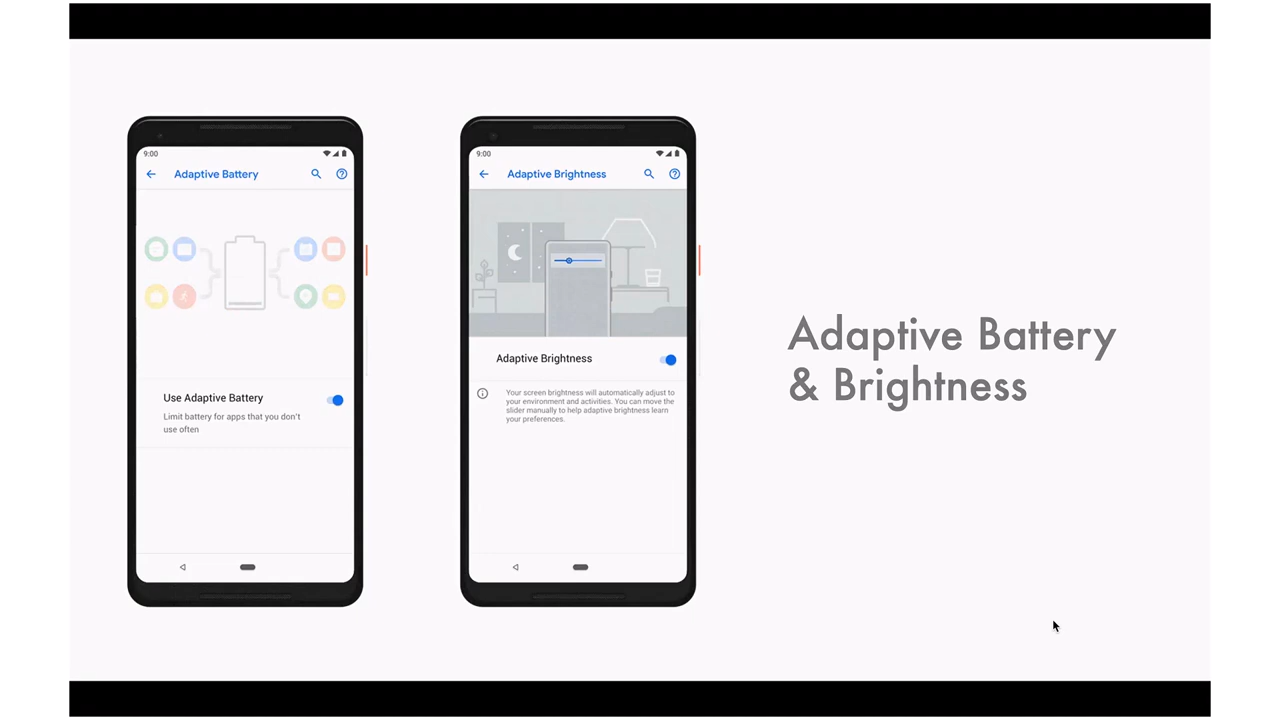 9:00
Adaptive Battery
Use Adaptive Battery
Limit battery for apps that you don't
use often
9:00
Adaptive Brightness
Adaptive Brightness
Your screen brightness will automatically adjust to
your environment and activities. You can move the
slider manually to help adaptive brightness learn
your preferences.
Adaptive Battery
& Brightness